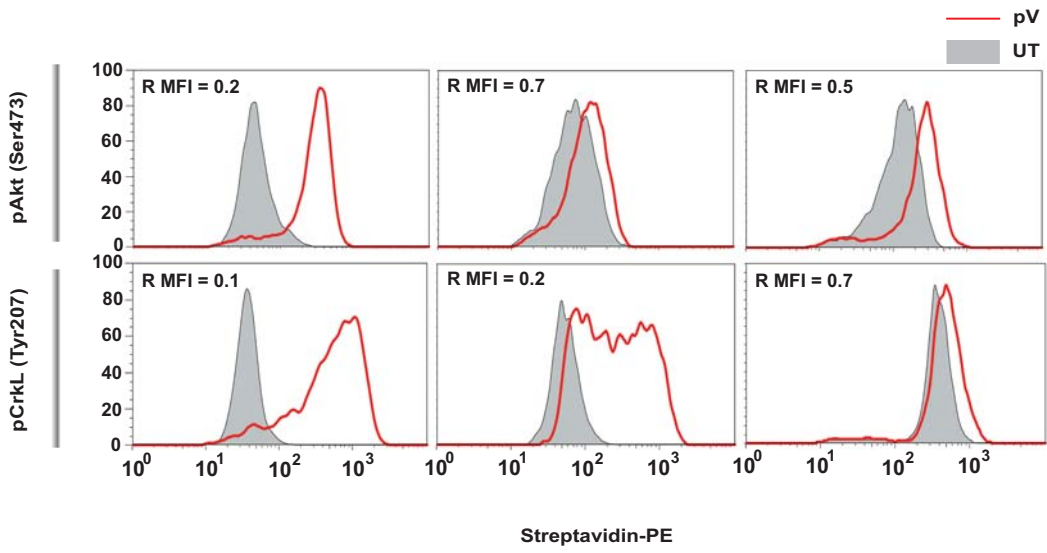 pV
UT
pAkt (Ser473)
100
80
60
40
20
0
R MFI = 0.2
R MFI = 0.7
R MFI = 0.5
pCrkL (Tyr207)
100
80
60
40
20
0
R MFI = 0.1
R MFI = 0.2
R MFI = 0.7
10⁰ 10¹ 10² 10³
10⁰ 10¹ 10² 10³
10⁰ 10¹ 10² 10³
Streptavidin-PE